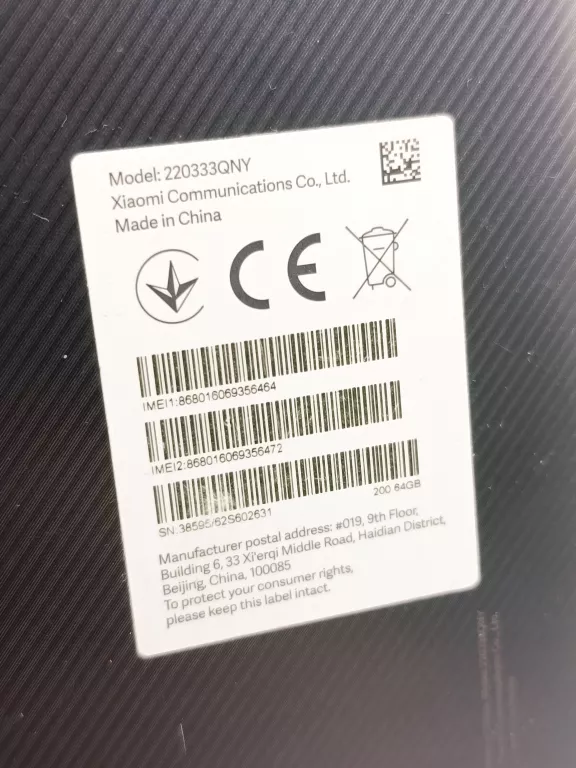 Model: 220333QNY
Xiaomi Communications Co., Ltd.
Made in China
CE
IMEI1:868016069356464
IMEI2:868016069356472
SN:38595/62S602631
200 64GB
Manufacturer postal address: #019, 9th Floor,
Building 6, 33 Xi'erqi Middle Road, Haidian District,
Beijing, China, 100085
To protect your consumer rights,
please keep this label intact.